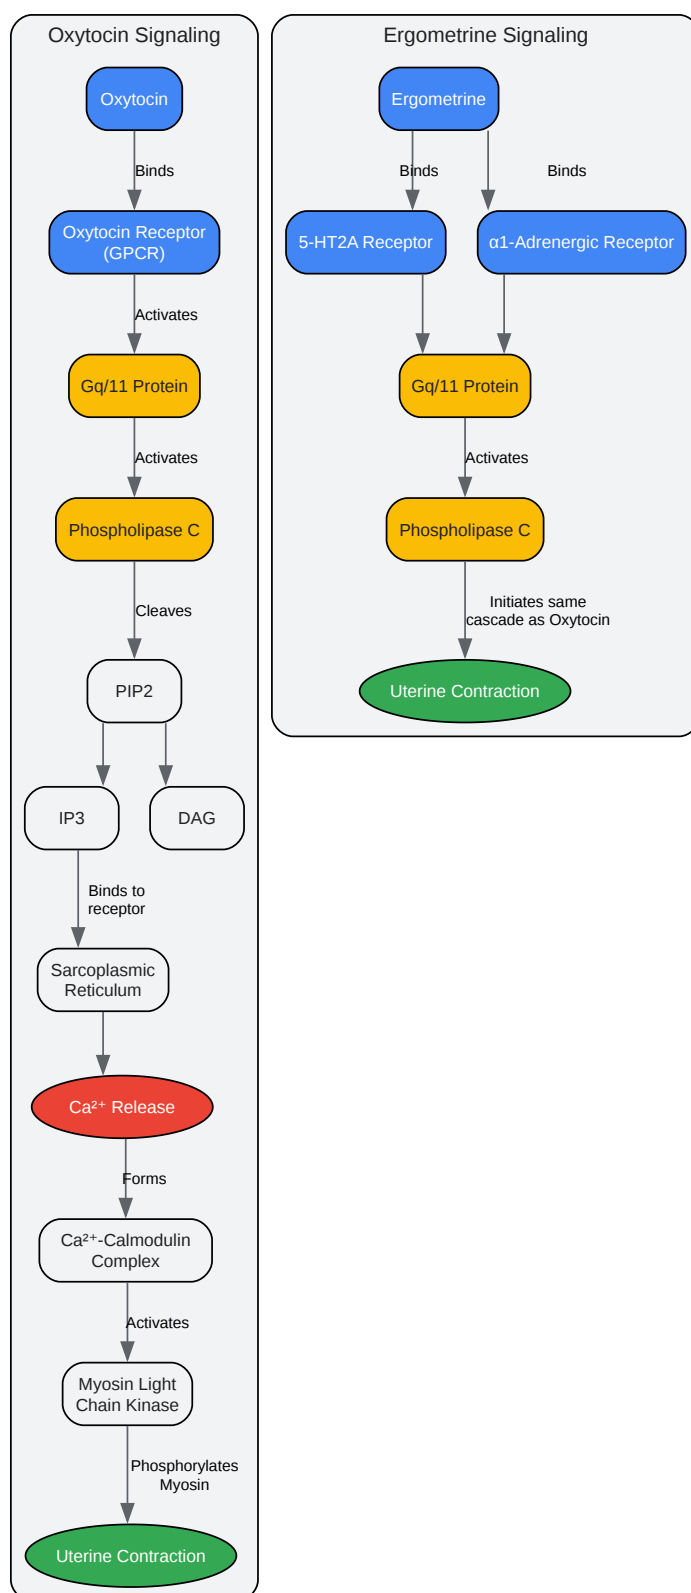 Oxytocin Signaling
Oxytocin
Binds
Oxytocin Receptor
(GPCR)
Activates
Gq/11 Protein
Activates
Phospholipase C
Cleaves
PIP2
IP3
DAG
Binds to
receptor
Sarcoplasmic
Reticulum
Ca²⁺ Release
Forms
Ca²⁺-Calmodulin
Complex
Activates
Myosin Light
Chain Kinase
Phosphorylates
Myosin
Uterine Contraction
Ergometrine Signaling
Ergometrine
Binds
Binds
5-HT2A Receptor
α1-Adrenergic Receptor
Gq/11 Protein
Activates
Phospholipase C
Initiates same
cascade as Oxytocin
Uterine Contraction